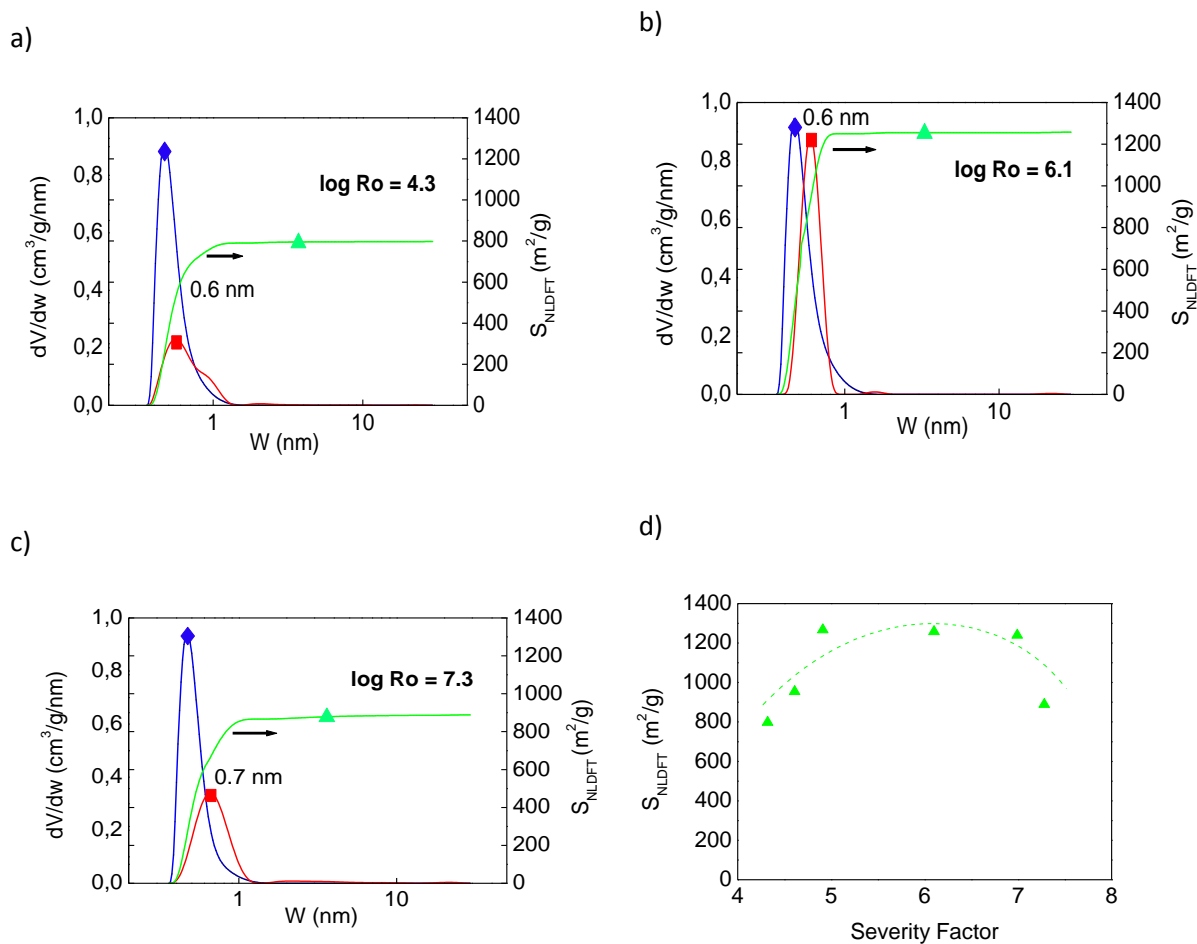 a)
1,0
0,8
0,6
0,4
0,2
0,0
dV/dw (cm³/g/nm)
log Ro = 4.3
0.6 nm
1400
1200
1000
800
600
400
200
0
S_NLDFT (m²/g)
1
10
W (nm)
b)
1,0
0,8
0,6
0,4
0,2
0,0
dV/dw (cm³/g/nm)
0.6 nm
log Ro = 6.1
1400
1200
1000
800
600
400
200
0
S_NLDFT (m²/g)
1
10
W (nm)
c)
1,0
0,8
0,6
0,4
0,2
0,0
dV/dw (cm³/g/nm)
log Ro = 7.3
0.7 nm
1400
1200
1000
800
600
400
200
0
S_NLDFT (m²/g)
1
10
W (nm)
d)
1400
1200
1000
800
600
400
200
0
S_NLDFT (m²/g)
4
5
6
7
8
Severity Factor